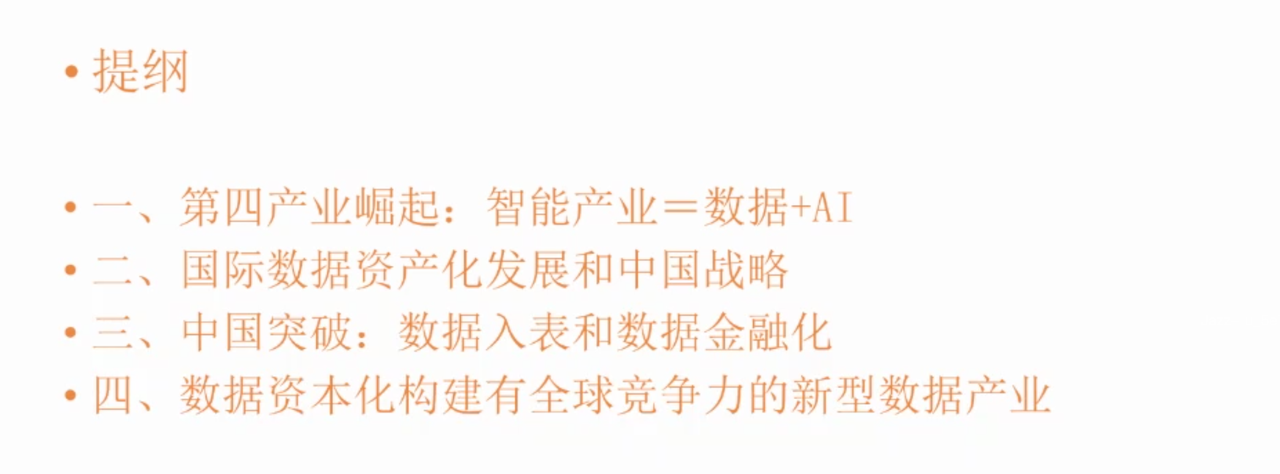 • 提纲
• 一、第四产业崛起：智能产业＝数据+AI
• 二、国际数据资产化发展和中国战略
• 三、中国突破：数据入表和数据金融化
• 四、数据资本化构建有全球竞争力的新型数据产业